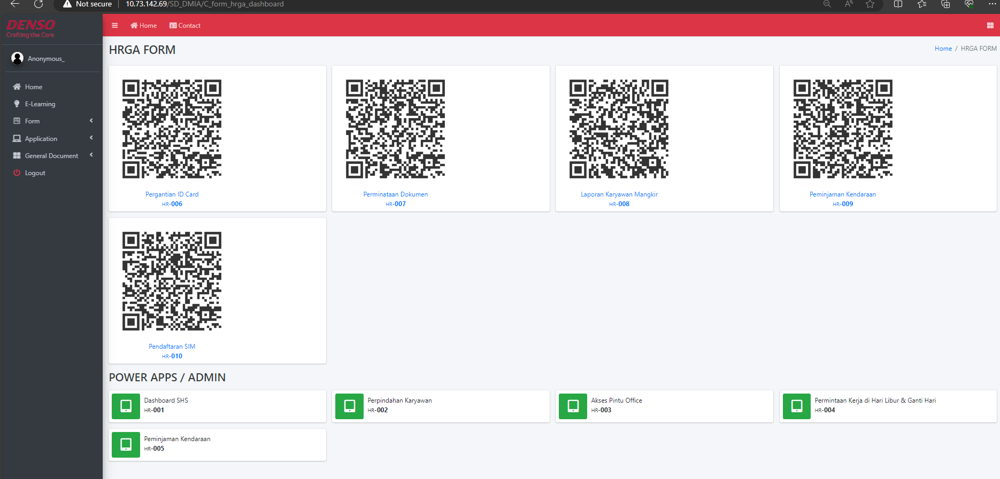 Not secure
10.73.142.69/SD_DMIA/C_form_hrga_dashboard
DENSO
Crafting the Core
Anonymous_
Home
E-Learning
Form
Application
General Document
Logout
Home
Contact
HRGA FORM
Home / HRGA FORM
Pergantian ID Card
HR-006
Perminataan Dokumen
HR-007
Laporan Karyawan Mangkir
HR-008
Peminjaman Kendaraan
HR-009
Pendaftaran SIM
HR-010
POWER APPS / ADMIN
Dashboard SHS
HR-001
Perpindahan Karyawan
HR-002
Akses Pintu Office
HR-003
Permintaan Kerja di Hari Libur & Ganti Hari
HR-004
Peminjaman Kendaraan
HR-005